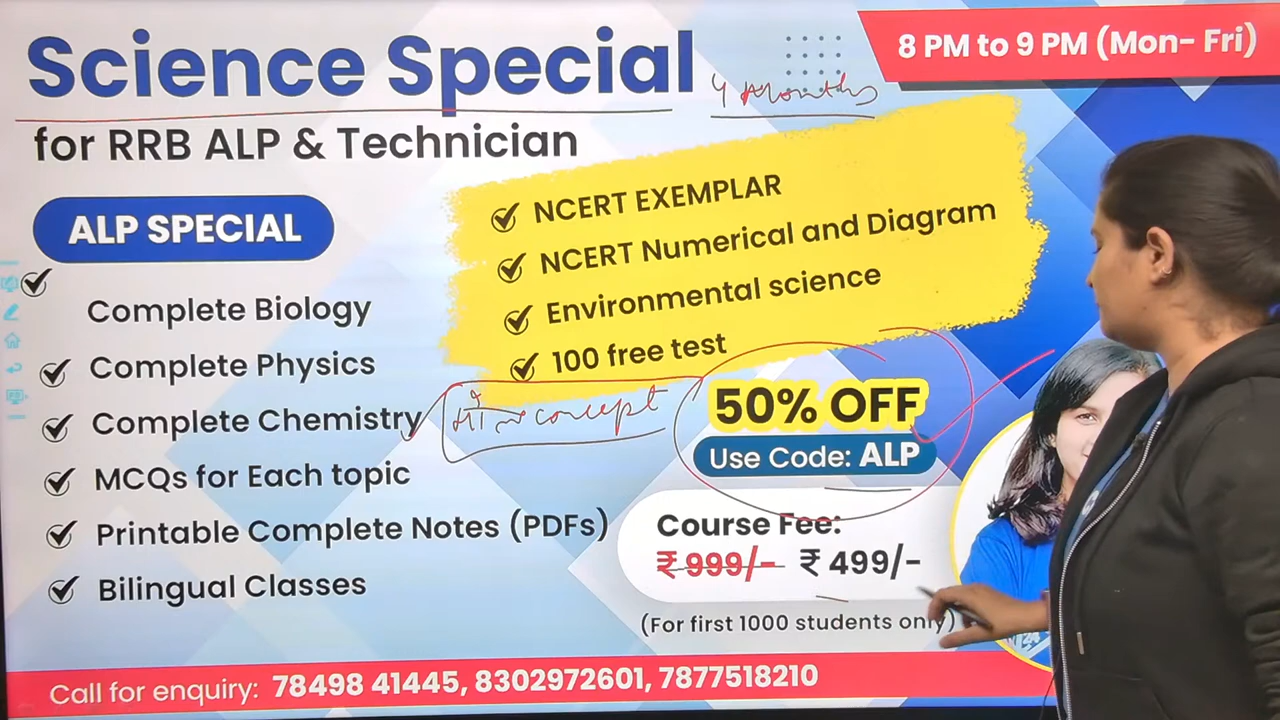 Science Special
4 Months
8 PM to 9 PM (Mon- Fri)
for RRB ALP & Technician
ALP SPECIAL
Complete Biology
Complete Physics
Complete Chemistry
MCQs for Each topic
Printable Complete Notes (PDFs)
Bilingual Classes
NCERT EXEMPLAR
NCERT Numerical and Diagram
Environmental science
100 free test
concept
50% OFF
Use Code: ALP
Course Fee:
₹ 999/- ₹ 499/-
(For first 1000 students only)
Call for enquiry: 78498 41445, 8302972601, 7877518210